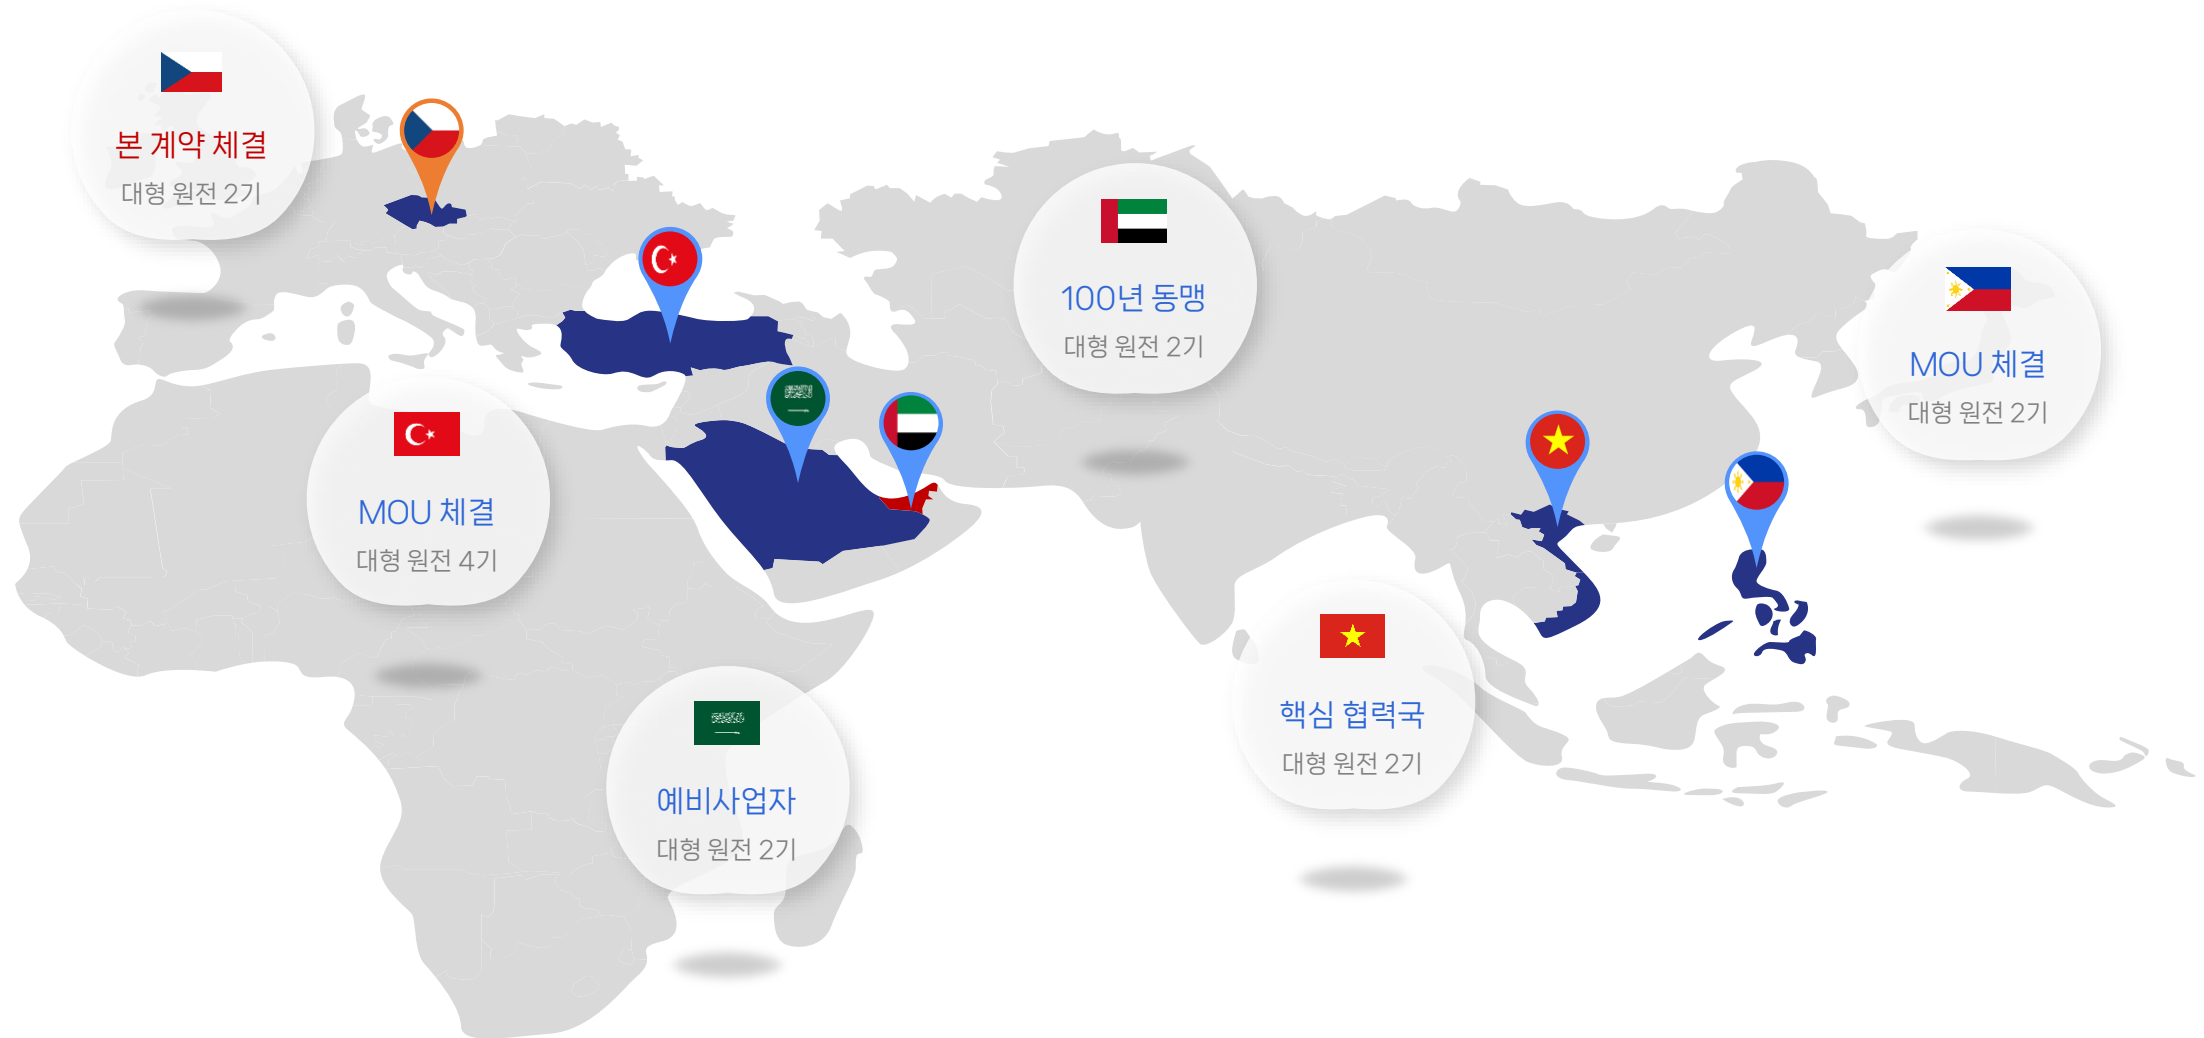 본 계약 체결
대형 원전 2기
100년 동맹
대형 원전 2기
MOU 체결
대형 원전 2기
MOU 체결
대형 원전 4기
핵심 협력국
대형 원전 2기
예비사업자
대형 원전 2기